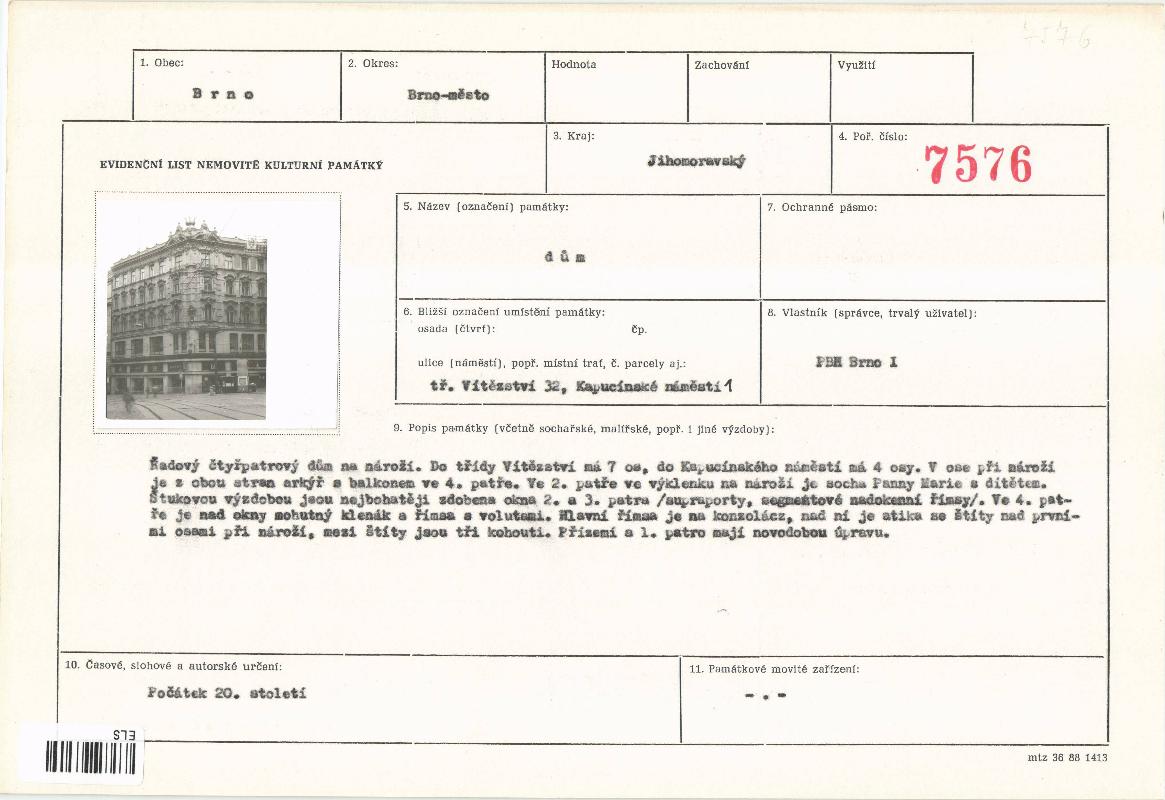 7576
1. Obec:
B r n o
2. Okres:
Brno-město
Hodnota
Zachování
Využití
EVIDENČNÍ LIST NEMOVITÉ KULTURNÍ PAMÁTKY
3. Kraj:
Jihomoravský
4. Poř. číslo:
7576
5. Název (označení) památky:
d ů m
7. Ochranné pásmo:
6. Bližší označení umístění památky:
osada (čtvrť): čp.
ulice (náměstí), popř. místní trať, č. parcely aj.:
tř. Vítězství 32, Kapucínské náměstí 1
8. Vlastník (správce, trvalý uživatel):
PBH Brno I
9. Popis památky (včetně sochařské, malířské, popř. i jiné výzdoby):
Řadový čtyřpatrový dům na nároží. Do třídy Vítězství má 7 os, do Kapucínského náměstí má 4 osy. V ose při nároží
je z obou stran arkýř s balkonem ve 4. patře. Ve 2. patře ve výklenku na nároží je socha Panny Marie s dítětem.
Štukovou výzdobou jsou nejbohatěji zdobena okna 2. a 3. patra /supraporty, segmentové nadokenní římsy/. Ve 4. pat-
ře je nad okny mohutný klenák a římsa s volutami. Hlavní římsa je na konzolácz, nad ní je atika se štíty nad první-
mi osami při nároží, mezi štíty jsou tři kohouti. Přízemí a 1. patro mají novodobou úpravu.
10. Časové, slohové a autorské určení:
Počátek 20. století
11. Památkové movité zařízení:
- . -
ELS
mtz 36 88 1413